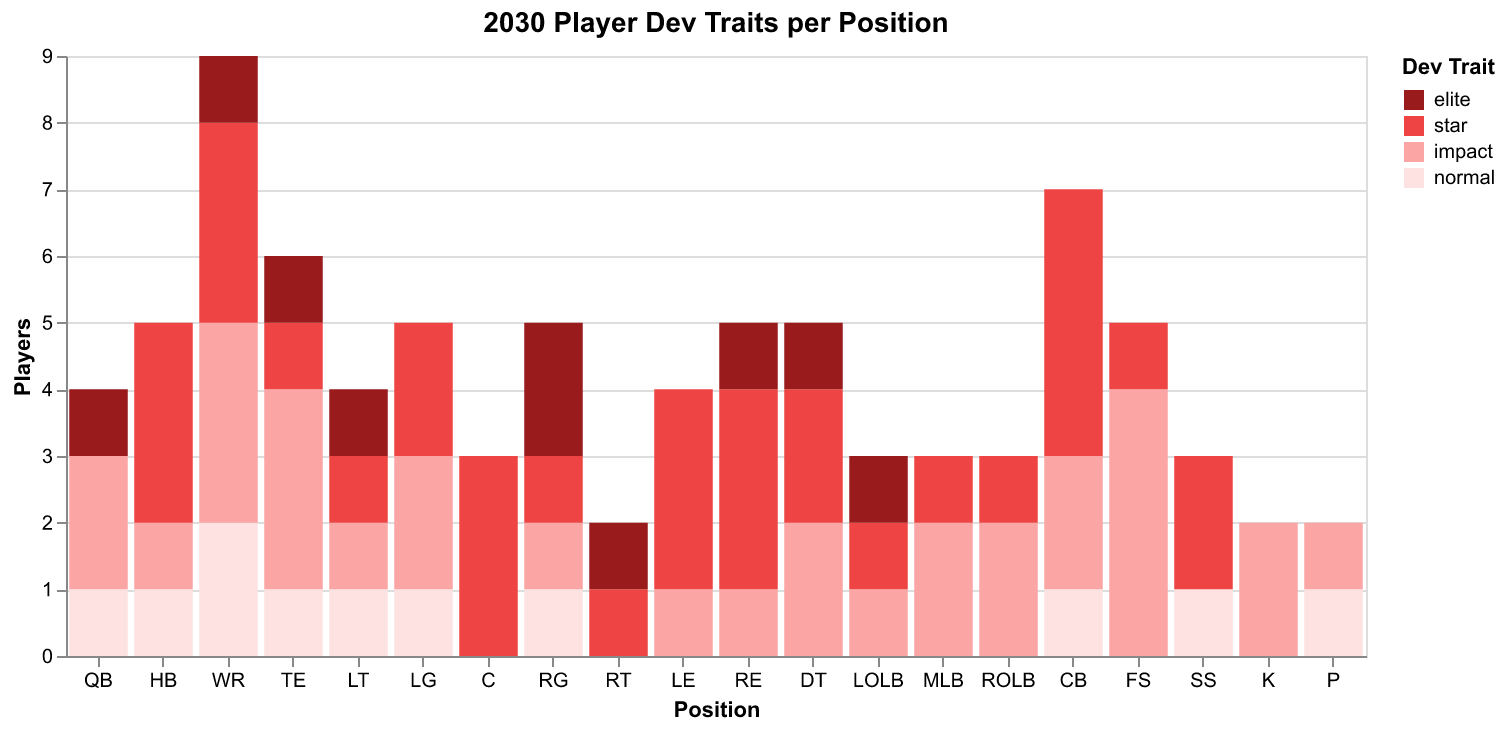 2030 Player Dev Traits per Position
9
8
7
6
5
4
3
2
1
0
Players
QB HB WR TE LT LG C RG RT LE RE DT LOLB MLB ROLB CB FS SS K P
Position
Dev Trait
elite
star
impact
normal